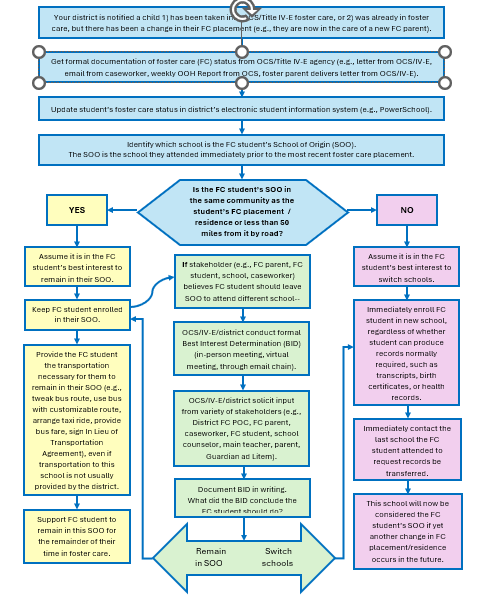 Your district is notified a child 1) has been taken in OCS/Title IV-E foster care, or 2) was already in foster
care, but there has been a change in their FC placement (e.g., they are now in the care of a new FC parent).
Get formal documentation of foster care (FC) status from OCS/Title IV-E agency (e.g., letter from OCS/IV-E,
email from caseworker, weekly OOH Report from OCS, foster parent delivers letter from OCS/IV-E).
Update student's foster care status in district's electronic student information system (e.g., PowerSchool).
Identify which school is the FC student's School of Origin (SOO).
The SOO is the school they attended immediately prior to the most recent foster care placement.
Is the FC student's SOO in
the same community as the
student's FC placement /
residence or less than 50
miles from it by road?
YES
NO
Assume it is in the FC
student's best interest to
remain in their SOO.
Keep FC student enrolled
in their SOO.
Provide the FC student
the transportation
necessary for them to
remain in their SOO (e.g.,
tweak bus route, use bus
with customizable route,
arrange taxi ride, provide
bus fare, sign In Lieu of
Transportation
Agreement), even if
transportation to this
school is not usually
provided by the district.
Support FC student to
remain in this SOO for
the remainder of their
time in foster care.
If stakeholder (e.g., FC parent, FC
student, school, caseworker)
believes FC student should leave
SOO to attend different school--
OCS/IV-E/district conduct formal
Best Interest Determination (BID)
(in-person meeting, virtual
meeting, through email chain).
OCS/IV-E/district solicit input
from variety of stakeholders (e.g.,
District FC POC, FC parent,
caseworker, FC student, school
counselor, main teacher, parent,
Guardian ad Litem).
Document BID in writing.
What did the BID conclude the
FC student should do?
Remain
in SOO
Switch
schools
Assume it is in the FC
student's best interest to
switch schools.
Immediately enroll FC
student in new school,
regardless of whether
student can produce
records normally
required, such as
transcripts, birth
certificates, or health
records.
Immediately contact the
last school the FC
student attended to
request records be
transferred.
This school will now be
considered the FC
student's SOO if yet
another change in FC
placement/residence
occurs in the future.